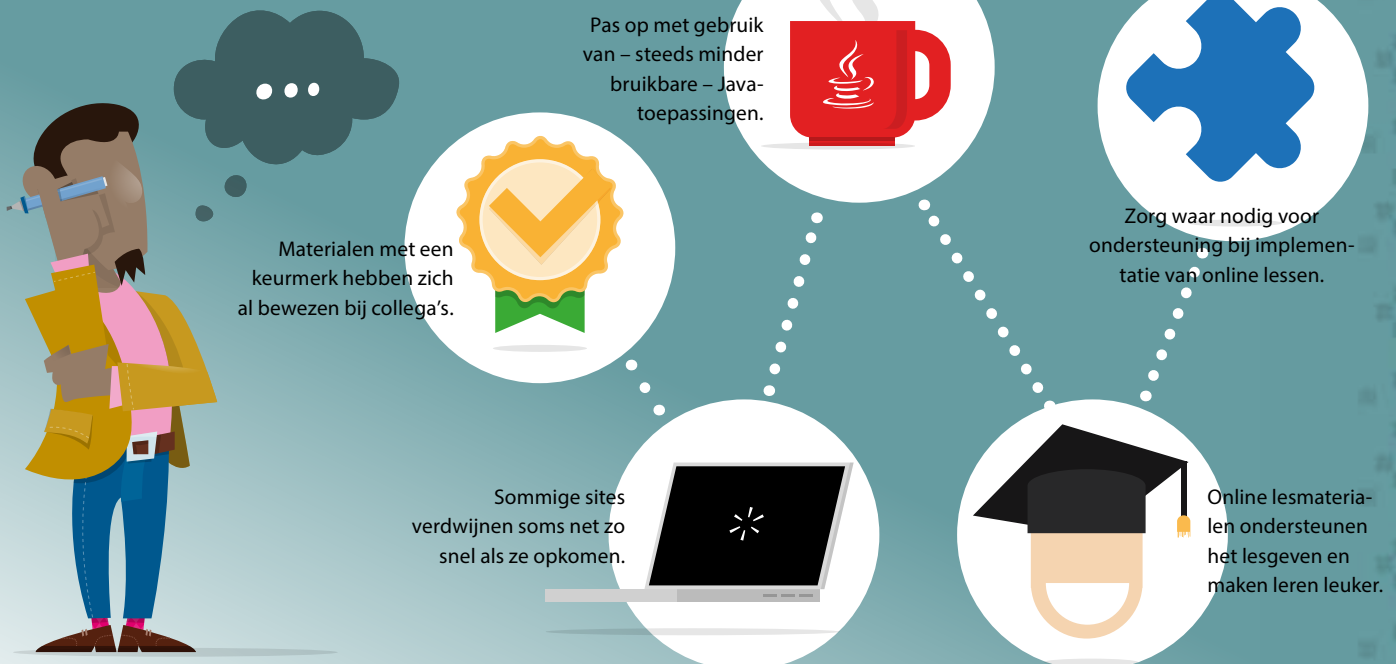 Pas op met gebruik
van – steeds minder
bruikbare – Java-
toepassingen.
Materialen met een
keurmerk hebben zich
al bewezen bij collega’s.
Zorg waar nodig voor
ondersteuning bij implemen-
tatie van online lessen.
Sommige sites
verdwijnen soms net zo
snel als ze opkomen.
Online lesmateria-
len ondersteunen
het lesgeven en
maken leren leuker.